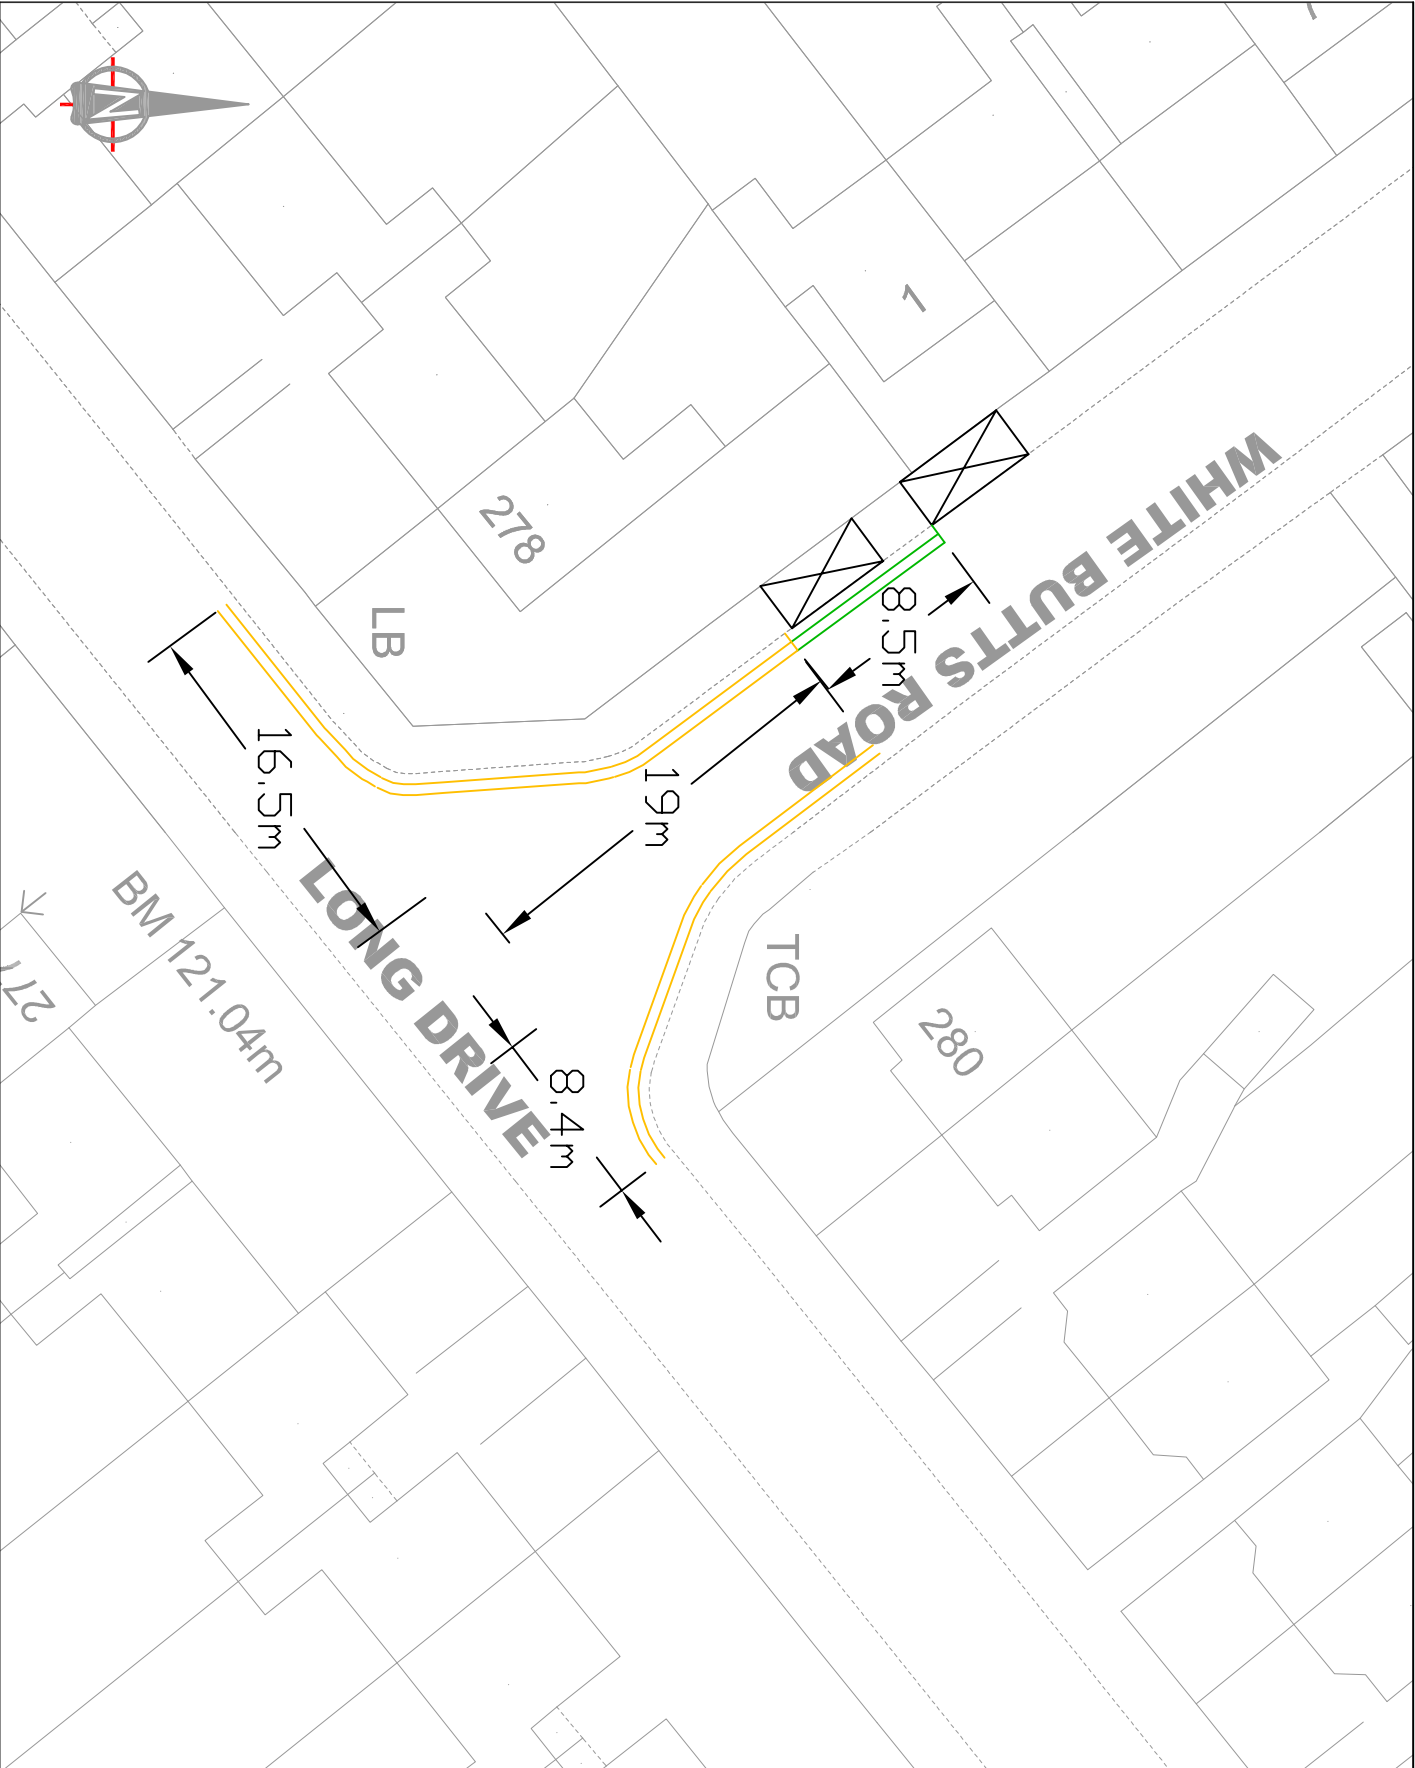 N
1
WHITE BUTTS ROAD
278
8.5m
LB
19m
16.5m
LONG DRIVE
TCB
BM 121.04m
280
8.4m